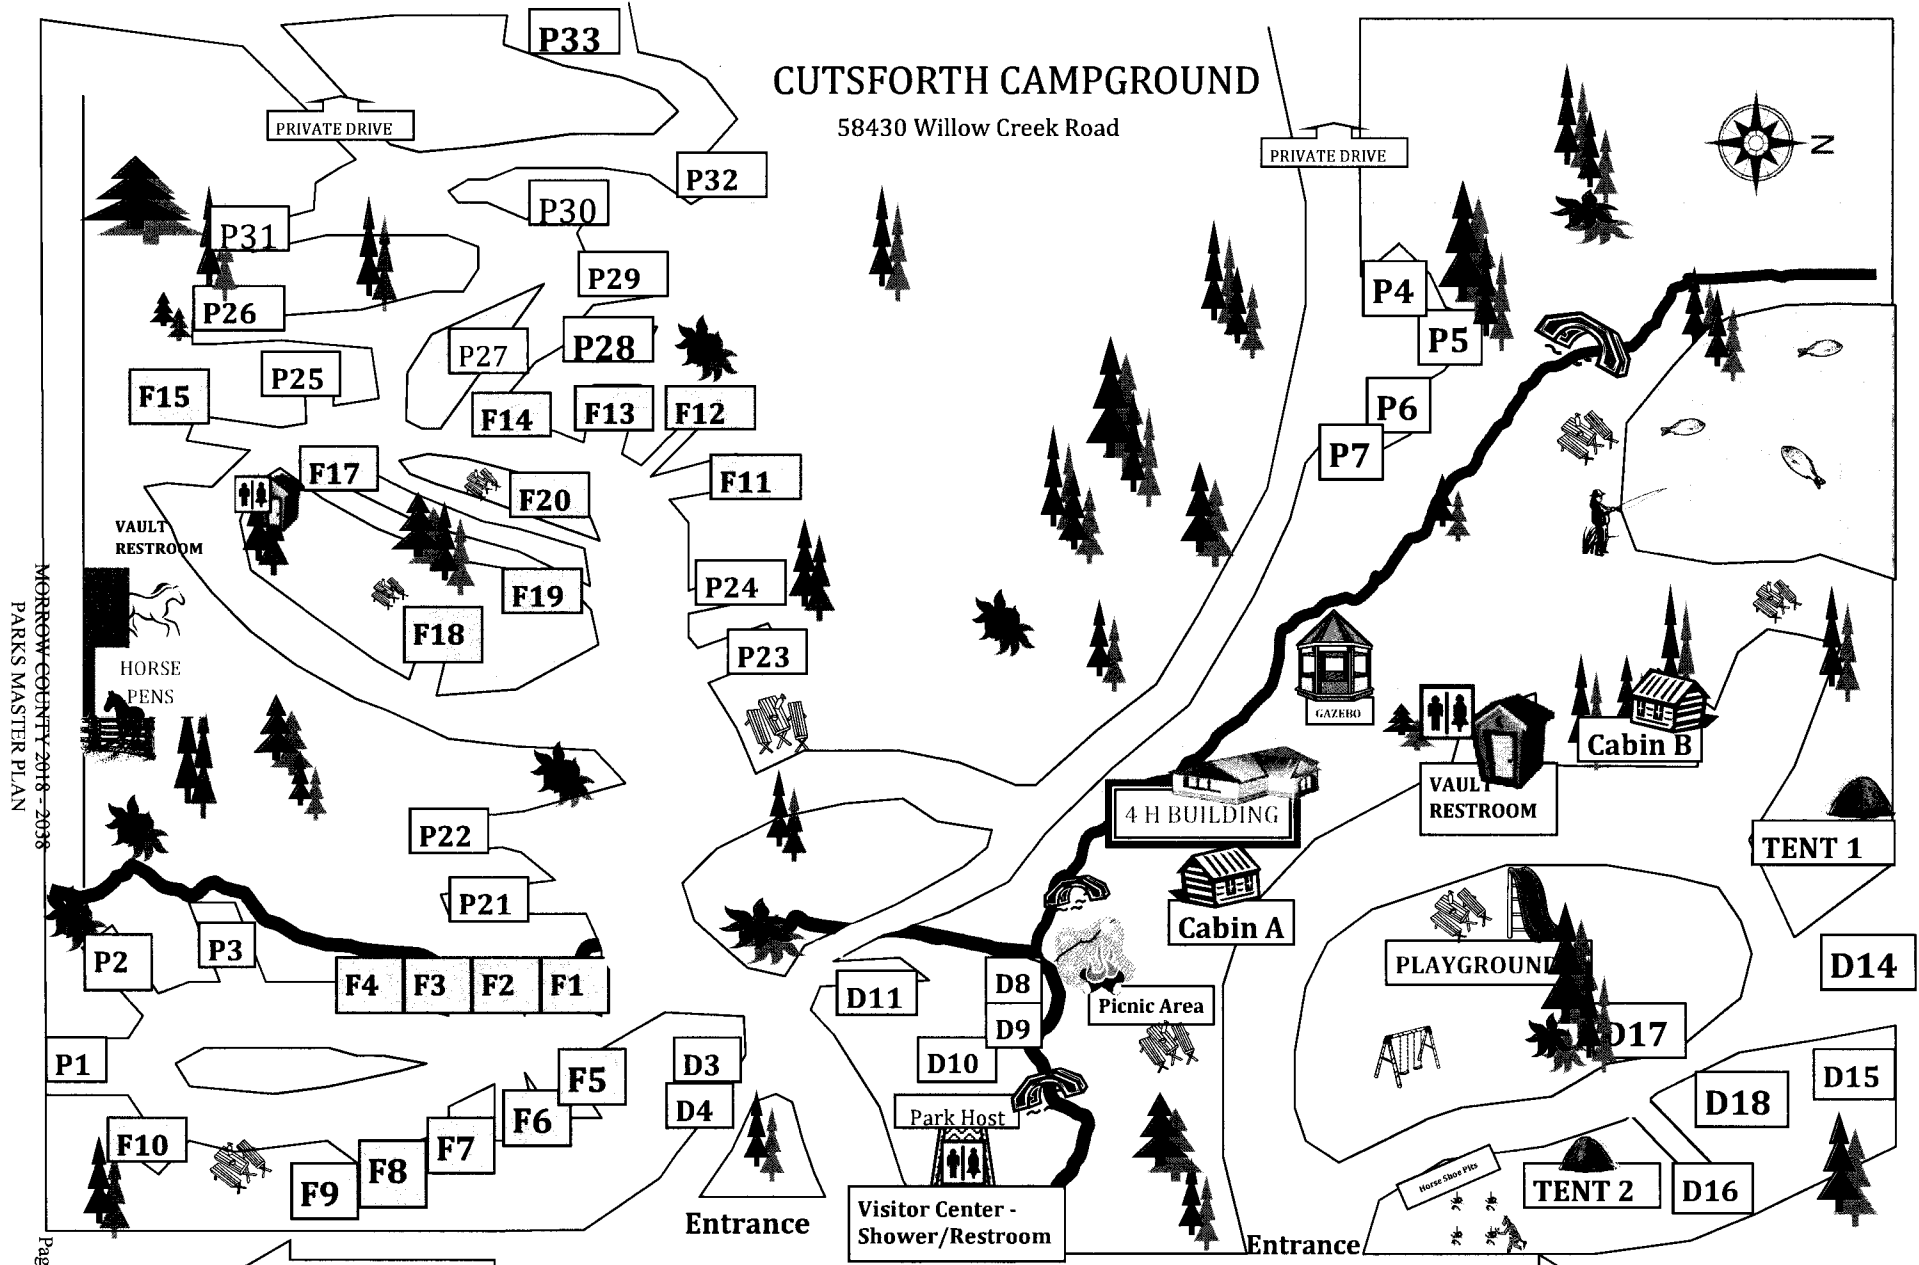 CUTSFORTH CAMPGROUND
58430 Willow Creek Road
P33
PRIVATE DRIVE
PRIVATE DRIVE
N
P32
P30
P31
P29
P26
P4
P5
P28
P27
P25
F15
F14
F13
F12
P6
P7
F17
F11
F20
VAULT
RESTROOM
P24
F19
F18
P23
HORSE
PENS
MORROW COUNTY 2018 - 2038
PARKS MASTER PLAN
GAZEBO
Cabin B
VAULT
RESTROOM
4 H BUILDING
P22
TENT 1
P21
Cabin A
P2
P3
F4
F3
F2
F1
D11
D8
D9
Picnic Area
PLAYGROUND
D14
D17
P1
D3
D4
D10
F5
F6
F7
F8
F9
F10
D18
D15
Park Host
Horse Shoe Pits
TENT 2
D16
Visitor Center -
Shower/Restroom
Entrance
Entrance
Pag